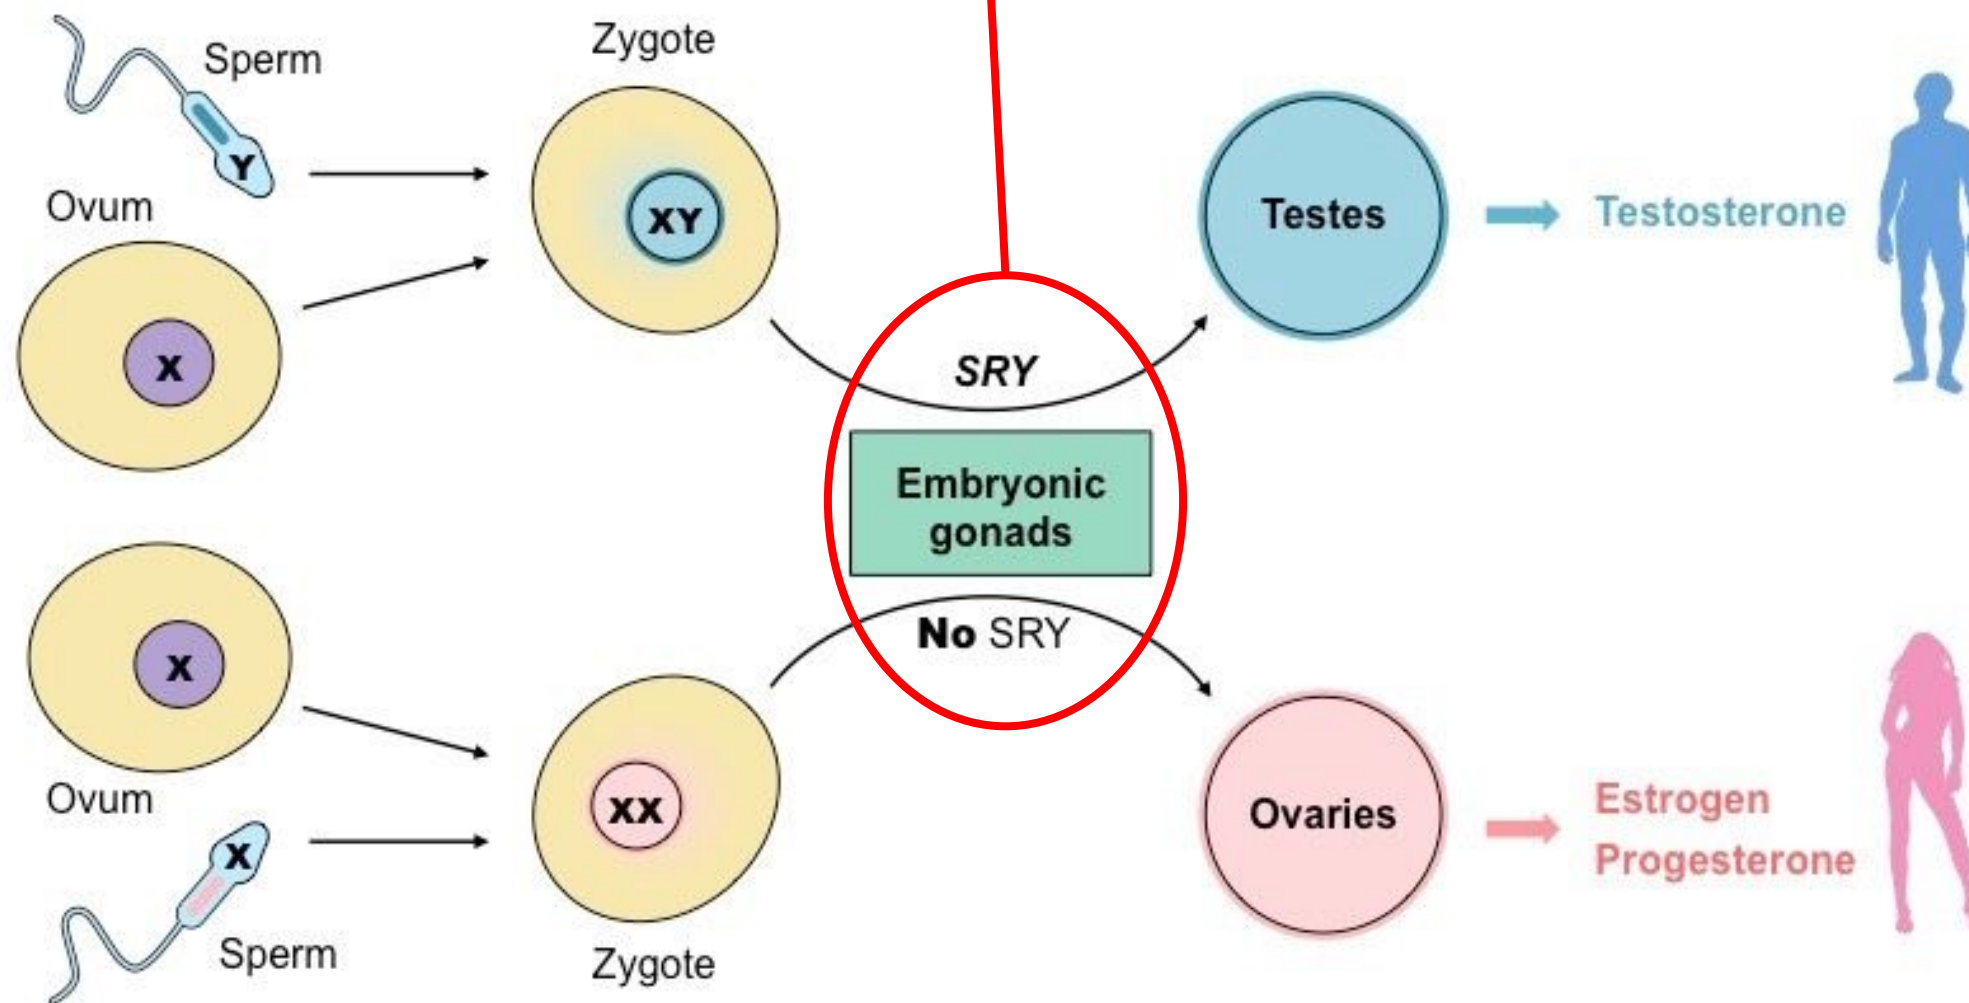 Sperm
Zygote
Y
Ovum
XY
Testes
Testosterone
X
SRY
Embryonic
gonads
No SRY
X
Ovum
XX
Ovaries
Estrogen
Progesterone
X
Sperm
Zygote